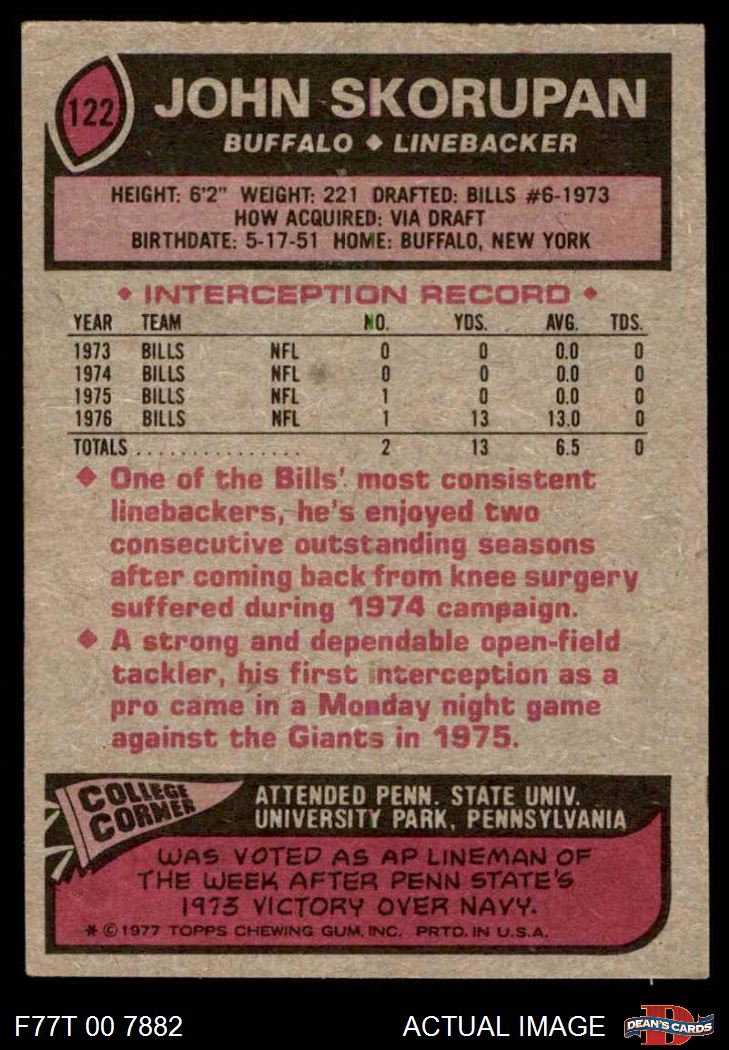 122
JOHN SKORUPAN
BUFFALO ◆ LINEBACKER
HEIGHT: 6'2" WEIGHT: 221 DRAFTED: BILLS #6-1973
HOW ACQUIRED: VIA DRAFT
BIRTHDATE: 5-17-51 HOME: BUFFALO, NEW YORK
◆ INTERCEPTION RECORD ◆
YEAR TEAM NO. YDS. AVG. TDS.
1973 BILLS NFL 0 0 0.0 0
1974 BILLS NFL 0 0 0.0 0
1975 BILLS NFL 1 0 0.0 0
1976 BILLS NFL 1 13 13.0 0
TOTALS ............... 2 13 6.5 0
◆ One of the Bills' most consistent
linebackers, he's enjoyed two
consecutive outstanding seasons
after coming back from knee surgery
suffered during 1974 campaign.
◆ A strong and dependable open-field
tackler, his first interception as a
pro came in a Monday night game
against the Giants in 1975.
COLLEGE
CORNER
ATTENDED PENN. STATE UNIV.
UNIVERSITY PARK, PENNSYLVANIA
WAS VOTED AS AP LINEMAN OF
THE WEEK AFTER PENN STATE'S
1973 VICTORY OVER NAVY.
* © 1977 TOPPS CHEWING GUM, INC. PRTD. IN U.S.A.
F77T 00 7882 ACTUAL IMAGE
D
DEAN'S CARDS